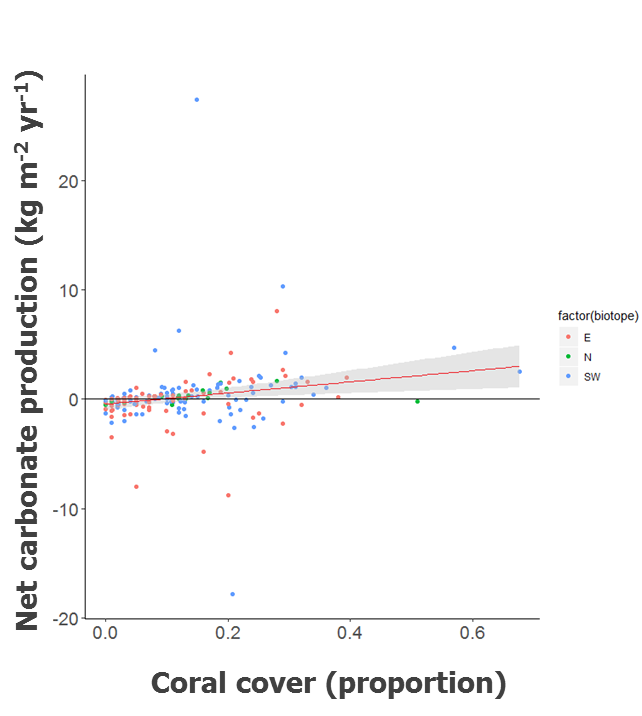 Net carbonate production (kg m⁻² yr⁻¹)
20
10
0
-10
-20
0.0 0.2 0.4 0.6
Coral cover (proportion)
factor(biotope)
E
N
SW